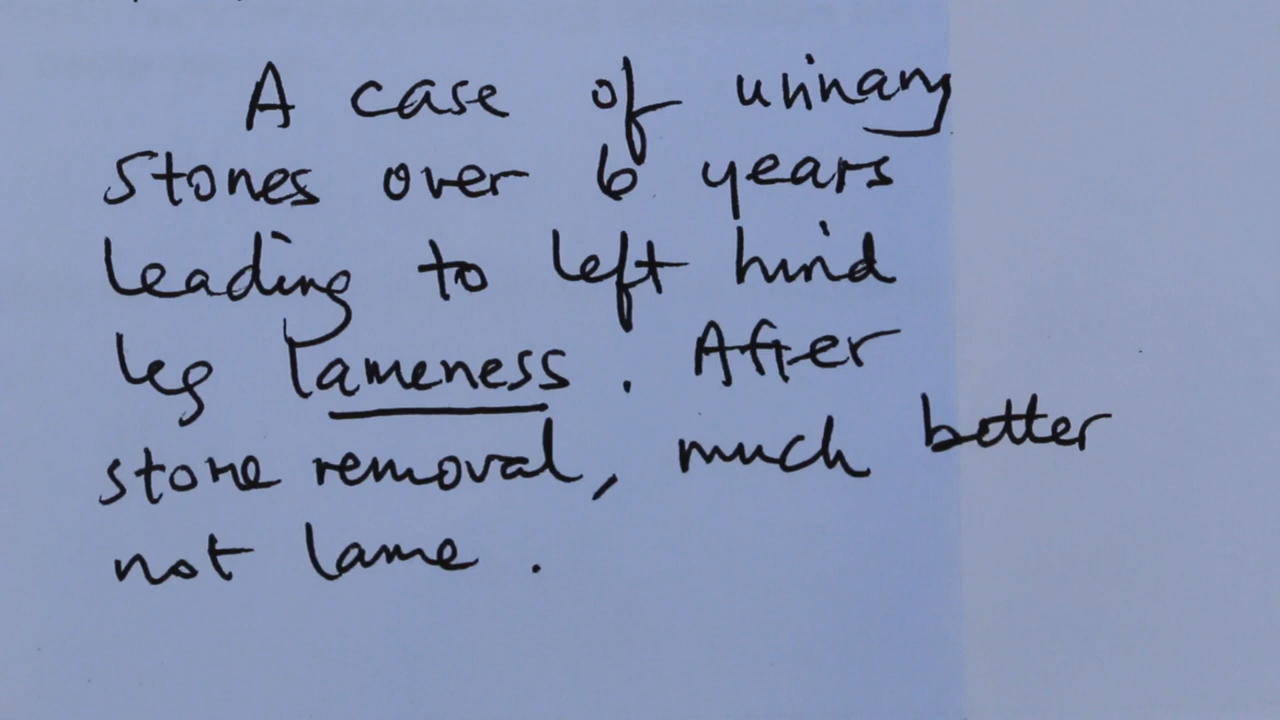 A case of urinary
stones over 6 years
leading to left hind
leg lameness. After
stone removal, much better
not lame.